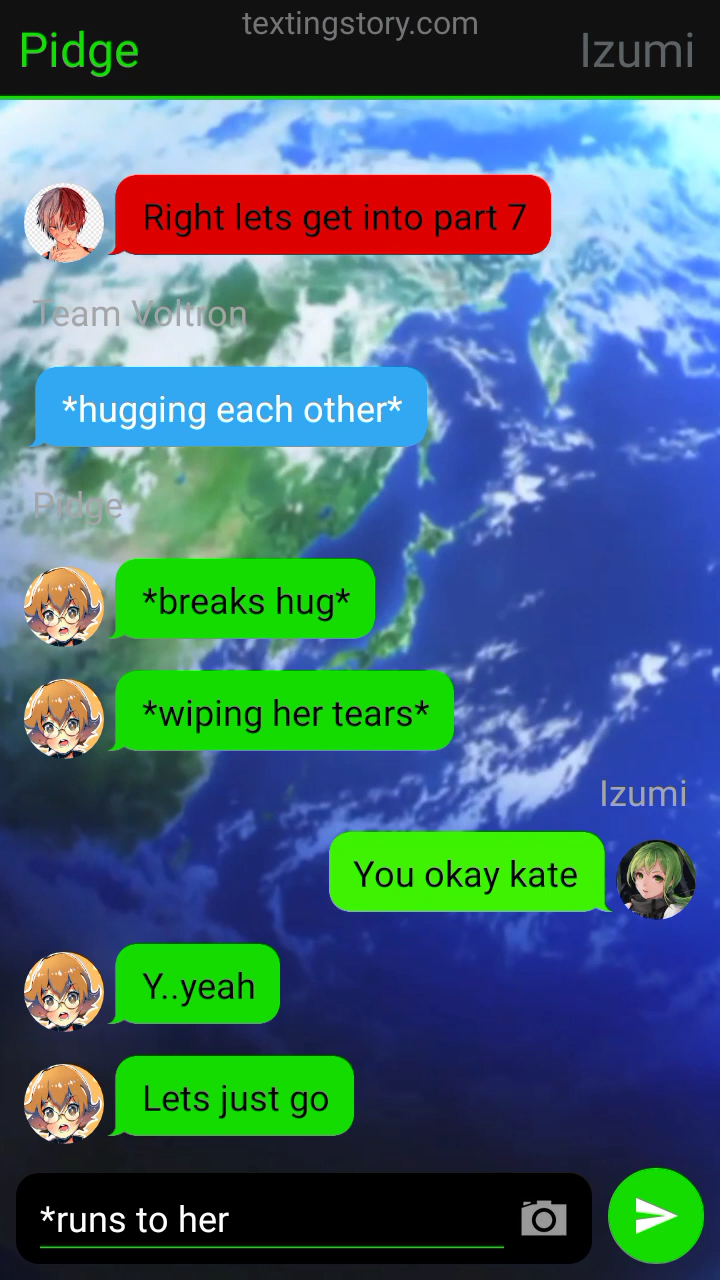 textingstory.com
Pidge
Izumi
Right lets get into part 7
Team Voltron
*hugging each other*
Pidge
*breaks hug*
*wiping her tears*
Izumi
You okay kate
Y..yeah
Lets just go
*runs to her